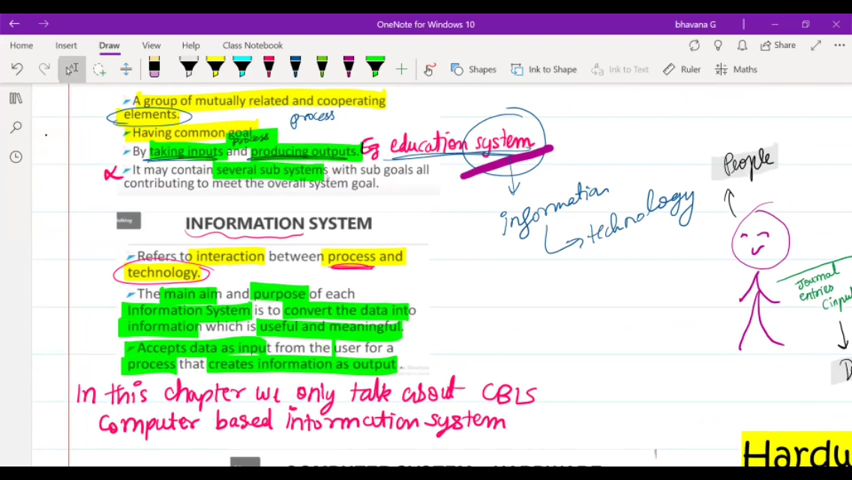 OneNote for Windows 10
bhavana G
Home Insert Draw View Help Class Notebook
Share
Shapes
Ink to Shape
Ink to Text
Ruler
Maths
A group of mutually related and cooperating
elements.
process
Having common goal
process
By taking inputs and producing outputs.
Eg education system
It may contain several sub systems with sub goals all
contributing to meet the overall system goal.
information
technology
People
INFORMATION SYSTEM
Refers to interaction between process and
technology.
The main aim and purpose of each
Information System is to convert the data into
information which is useful and meaningful.
Accepts data as input from the user for a
process that creates information as output.
Journal
entries
(input
In this chapter we only talk about CBIS
Computer based information system
Hardw
COMPUTER SYSTEM - HARDWARE